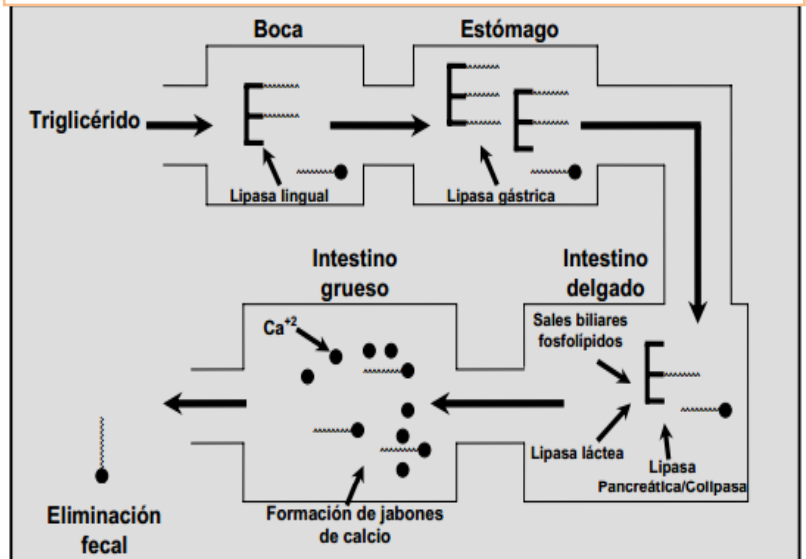 Boca
Estómago
Triglicérido
Lipasa lingual
Lipasa gástrica
Intestino
grueso
Intestino
delgado
Ca+2
Sales biliares
fosfolípidos
Lipasa láctea
Lipasa
Pancreática/Colipasa
Formación de jabones
de calcio
Eliminación
fecal